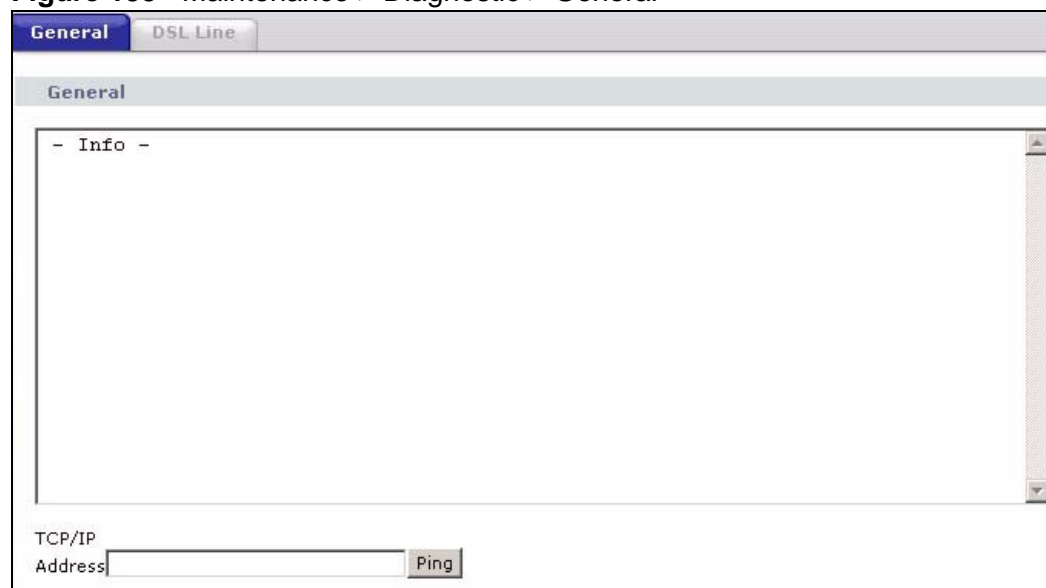 General DSL Line
General
- Info -
TCP/IP
Address Ping